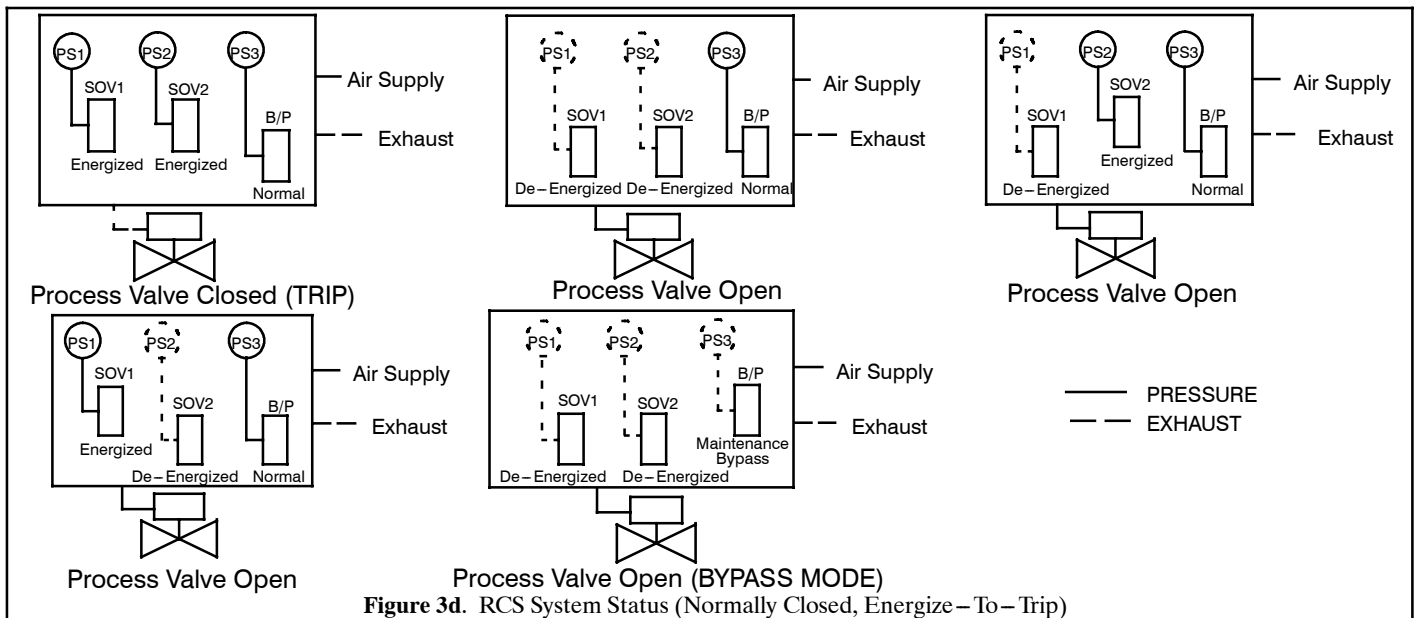 PS1 PS2 PS3
SOV1 SOV2 B/P
Energized Energized Normal
Air Supply
Exhaust
Process Valve Closed (TRIP)
PS1 PS2 PS3
SOV1 SOV2 B/P
De-Energized De-Energized Normal
Air Supply
Exhaust
Process Valve Open
PS1 PS2 PS3
SOV1 SOV2 B/P
De-Energized Energized Normal
Air Supply
Exhaust
Process Valve Open
PS1 PS2 PS3
SOV1 SOV2 B/P
Energized De-Energized Normal
Air Supply
Exhaust
Process Valve Open
PS1 PS2 PS3
SOV1 SOV2 B/P
De-Energized De-Energized Maintenance
Bypass
Air Supply
Exhaust
Process Valve Open (BYPASS MODE)
PRESSURE
EXHAUST
Figure 3d. RCS System Status (Normally Closed, Energize-To-Trip)